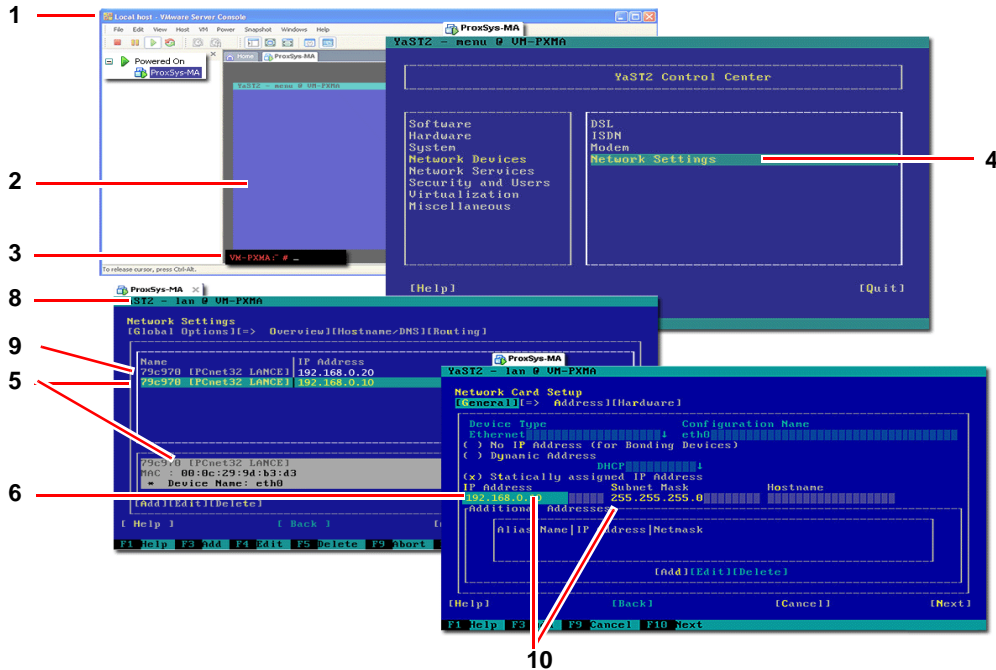 1
Local host - VMware Server Console
File Edit View Host VM Power Snapshot Windows Help
Powered On
ProxSys-MA
Home ProxSys-MA
YaST2 - menu @ VM-PXMA
2
3
VM-PXMA:~ # _
To release cursor, press Ctrl-Alt.
ProxSys-MA
YaST2 - menu @ VM-PXMA
YaST2 Control Center
Software
Hardware
System
Network Devices
Network Services
Security and Users
Virtualization
Miscellaneous
DSL
ISDN
Modem
Network Settings
4
[Help] [Quit]
ProxSys-MA
8
ST2 - lan @ VM-PXMA
Network Settings
[Global Options][=> Overview][Hostname/DNS][Routing]
9
Name IP Address
79c970 [PCnet32 LANCE] 192.168.0.20
5
79c970 [PCnet32 LANCE] 192.168.0.10
79c970 [PCnet32 LANCE]
MAC : 00:0c:29:9d:b3:d3
* Device Name: eth0
[Add][Edit][Delete]
[ Help ] [ Back ]
F1 Help F3 Add F4 Edit F5 Delete F9 Abort
ProxSys-MA
YaST2 - lan @ VM-PXMA
Network Card Setup
[General][=> Address][Hardware]
Device Type Configuration Name
Ethernet eth0
( ) No IP Address (for Bonding Devices)
( ) Dynamic Address
DHCP
(x) Statically assigned IP Address
IP Address Subnet Mask Hostname
6
192.168.0. 0 255.255.255.0
Additional Addresses
Alias Name|IP Address|Netmask
[Add][Edit][Delete]
[Help] [Back] [Cancel] [Next]
F1 Help F3 F9 Cancel F10 Next
10